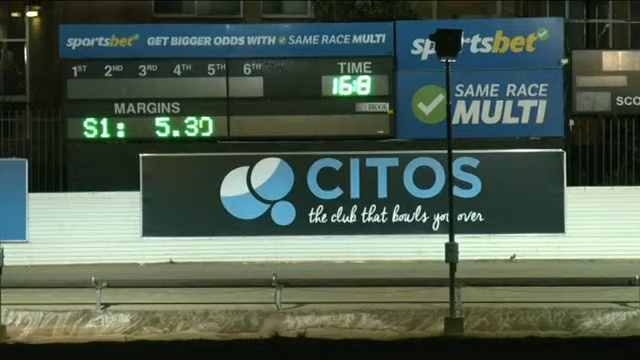 sportsbet GET BIGGER ODDS WITH SAME RACE MULTI
sportsbet
SAME RACE
MULTI
1ST 2ND 3RD 4TH 5TH 6TH TIME
16:8
MARGINS
S1: 5.30
SCO
CITOS
the club that bowls you over